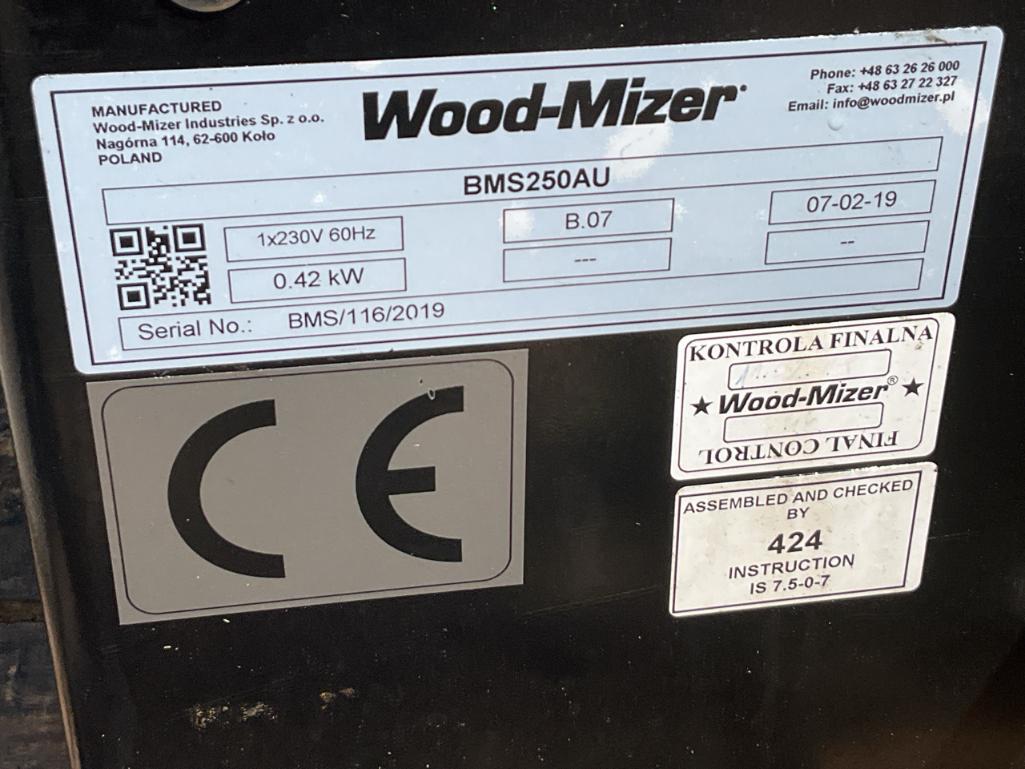 MANUFACTURED
Wood-Mizer Industries Sp. z o.o.
Nagórna 114, 62-600 Koło
POLAND
Wood-Mizer
Phone: +48 63 26 26 000
Fax: +48 63 27 22 327
Email: info@woodmizer.pl
BMS250AU
1x230V 60Hz
B.07
07-02-19
0.42 kW
---
--
Serial No.: BMS/116/2019
CE
KONTROLA FINALNA
★ Wood-Mizer® ★
FINAL CONTROL
ASSEMBLED AND CHECKED
BY
424
INSTRUCTION
IS 7.5-0-7